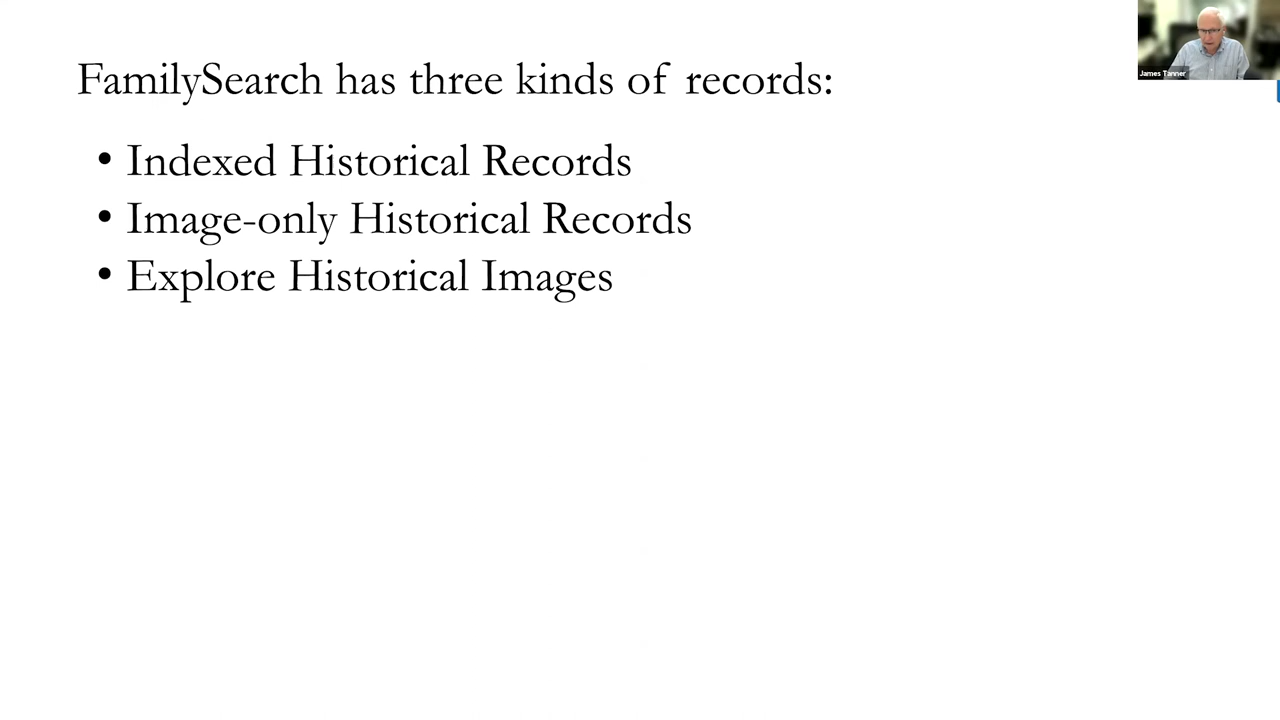 FamilySearch has three kinds of records:
• Indexed Historical Records
• Image-only Historical Records
• Explore Historical Images
James Tanner